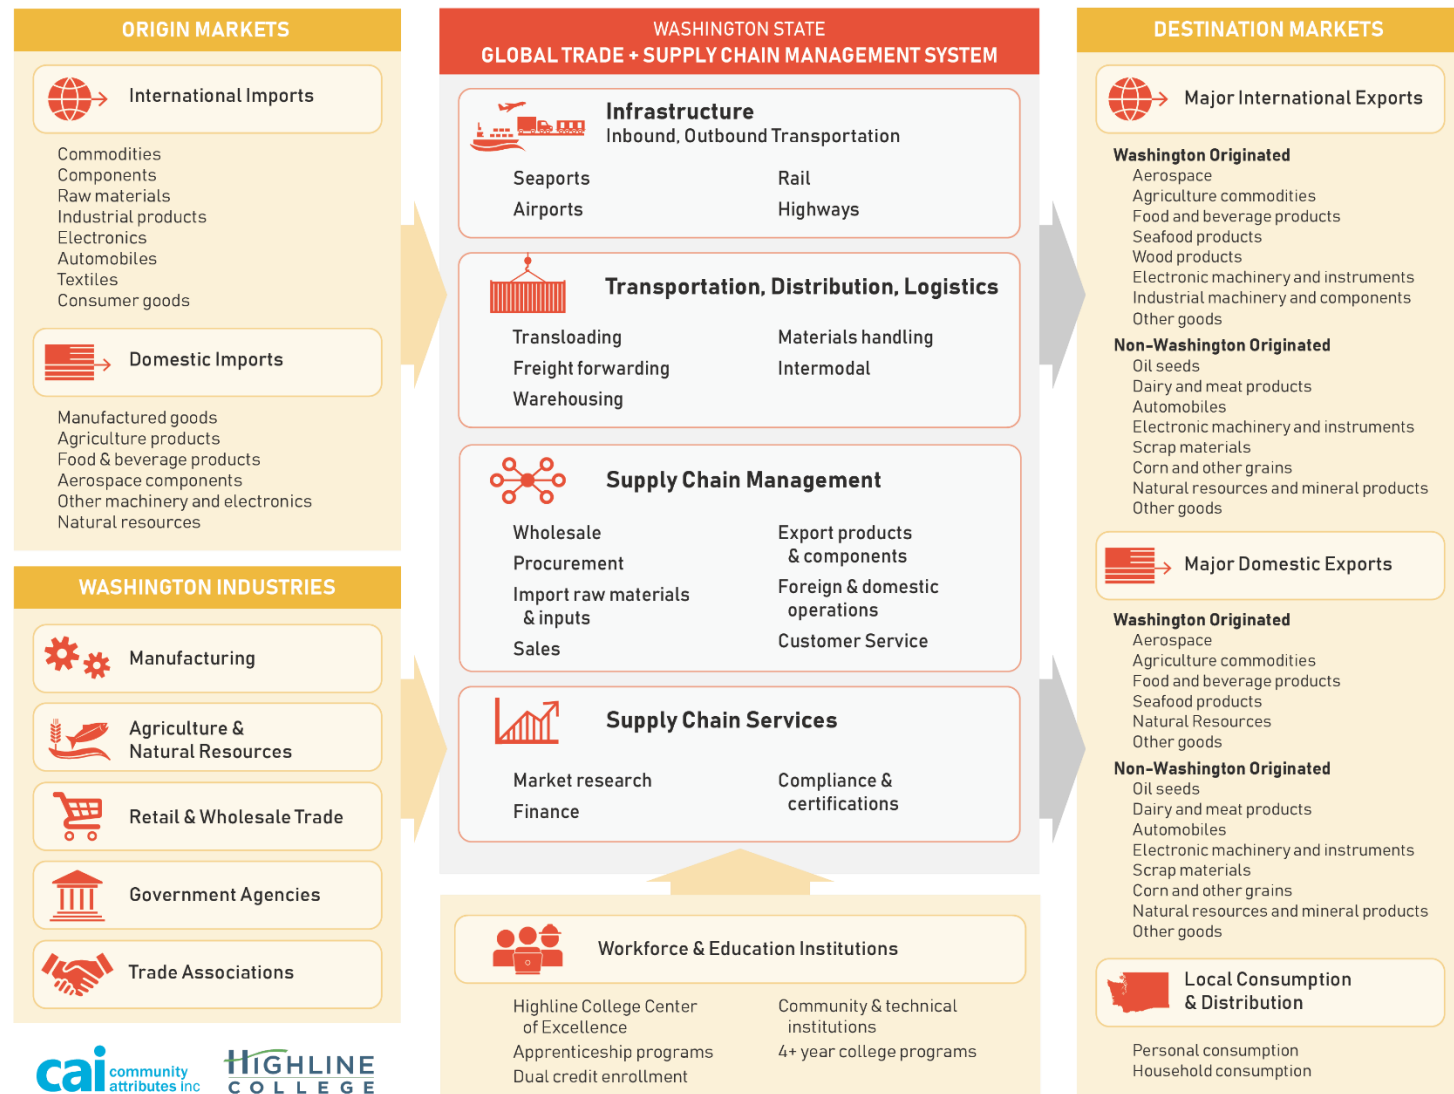 ORIGIN MARKETS
International Imports
Commodities
Components
Raw materials
Industrial products
Electronics
Automobiles
Textiles
Consumer goods
Domestic Imports
Manufactured goods
Agriculture products
Food & beverage products
Aerospace components
Other machinery and electronics
Natural resources
WASHINGTON INDUSTRIES
Manufacturing
Agriculture &
Natural Resources
Retail & Wholesale Trade
Government Agencies
Trade Associations
cai community
attributes inc
HIGHLINE
COLLEGE
WASHINGTON STATE
GLOBAL TRADE + SUPPLY CHAIN MANAGEMENT SYSTEM
Infrastructure
Inbound, Outbound Transportation
Seaports
Airports
Rail
Highways
Transportation, Distribution, Logistics
Transloading
Freight forwarding
Warehousing
Materials handling
Intermodal
Supply Chain Management
Wholesale
Procurement
Import raw materials
& inputs
Sales
Export products
& components
Foreign & domestic
operations
Customer Service
Supply Chain Services
Market research
Finance
Compliance &
certifications
Workforce & Education Institutions
Highline College Center
of Excellence
Apprenticeship programs
Dual credit enrollment
Community & technical
institutions
4+ year college programs
DESTINATION MARKETS
Major International Exports
Washington Originated
Aerospace
Agriculture commodities
Food and beverage products
Seafood products
Wood products
Electronic machinery and instruments
Industrial machinery and components
Other goods
Non-Washington Originated
Oil seeds
Dairy and meat products
Automobiles
Electronic machinery and instruments
Scrap materials
Corn and other grains
Natural resources and mineral products
Other goods
Major Domestic Exports
Washington Originated
Aerospace
Agriculture commodities
Food and beverage products
Seafood products
Natural Resources
Other goods
Non-Washington Originated
Oil seeds
Dairy and meat products
Automobiles
Electronic machinery and instruments
Scrap materials
Corn and other grains
Natural resources and mineral products
Other goods
Local Consumption
& Distribution
Personal consumption
Household consumption